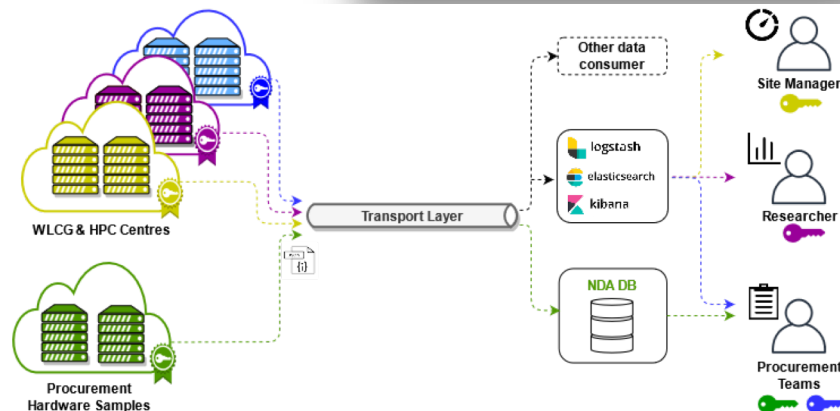 Other data
consumer
Site Manager
logstash
elasticsearch
kibana
WLCG & HPC Centres
Transport Layer
Researcher
{i}
NDA DB
Procurement
Hardware Samples
Procurement
Teams